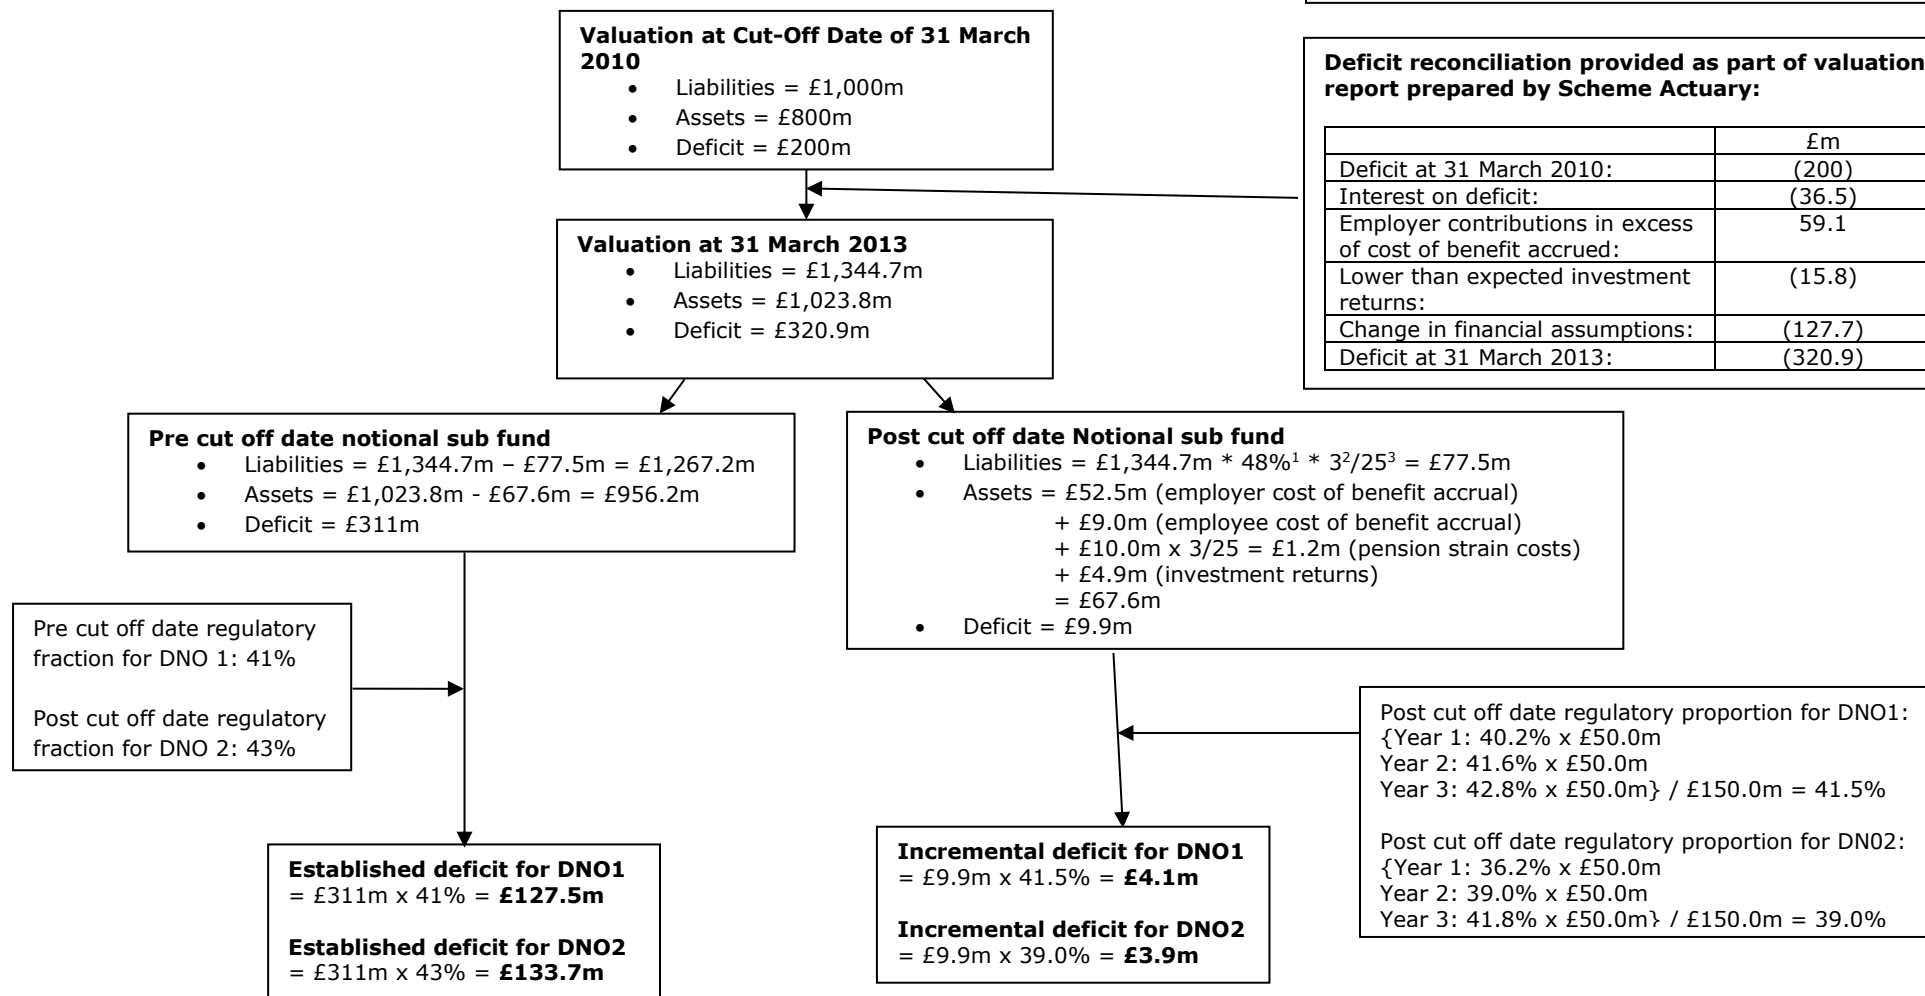 Valuation at Cut-Off Date of 31 March
2010
• Liabilities = £1,000m
• Assets = £800m
• Deficit = £200m
Deficit reconciliation provided as part of valuation
report prepared by Scheme Actuary:
£m
Deficit at 31 March 2010: (200)
Interest on deficit: (36.5)
Employer contributions in excess 59.1
of cost of benefit accrued:
Lower than expected investment (15.8)
returns:
Change in financial assumptions: (127.7)
Deficit at 31 March 2013: (320.9)
Valuation at 31 March 2013
• Liabilities = £1,344.7m
• Assets = £1,023.8m
• Deficit = £320.9m
Pre cut off date notional sub fund
• Liabilities = £1,344.7m – £77.5m = £1,267.2m
• Assets = £1,023.8m - £67.6m = £956.2m
• Deficit = £311m
Post cut off date Notional sub fund
• Liabilities = £1,344.7m * 48%¹ * 3²/25³ = £77.5m
• Assets = £52.5m (employer cost of benefit accrual)
+ £9.0m (employee cost of benefit accrual)
+ £10.0m x 3/25 = £1.2m (pension strain costs)
+ £4.9m (investment returns)
= £67.6m
• Deficit = £9.9m
Pre cut off date regulatory
fraction for DNO 1: 41%
Post cut off date regulatory
fraction for DNO 2: 43%
Post cut off date regulatory proportion for DNO1:
{Year 1: 40.2% x £50.0m
Year 2: 41.6% x £50.0m
Year 3: 42.8% x £50.0m} / £150.0m = 41.5%
Post cut off date regulatory proportion for DN02:
{Year 1: 36.2% x £50.0m
Year 2: 39.0% x £50.0m
Year 3: 41.8% x £50.0m} / £150.0m = 39.0%
Established deficit for DNO1
= £311m x 41% = £127.5m
Established deficit for DNO2
= £311m x 43% = £133.7m
Incremental deficit for DNO1
= £9.9m x 41.5% = £4.1m
Incremental deficit for DNO2
= £9.9m x 39.0% = £3.9m